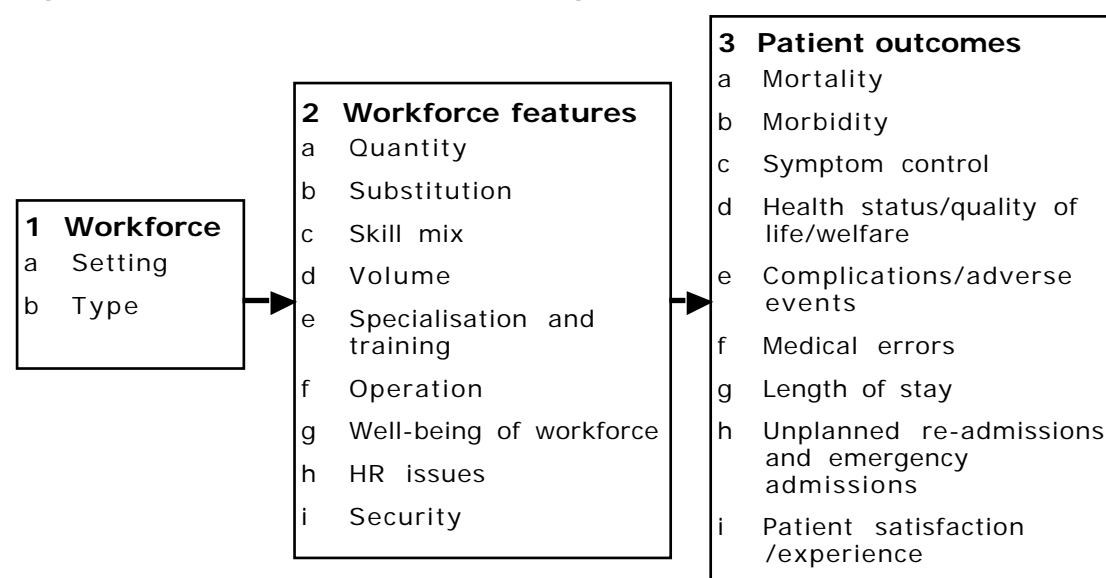 1 Workforce
a Setting
b Type
2 Workforce features
a Quantity
b Substitution
c Skill mix
d Volume
e Specialisation and
training
f Operation
g Well-being of workforce
h HR issues
i Security
3 Patient outcomes
a Mortality
b Morbidity
c Symptom control
d Health status/quality of
life/welfare
e Complications/adverse
events
f Medical errors
g Length of stay
h Unplanned re-admissions
and emergency
admissions
i Patient satisfaction
/experience